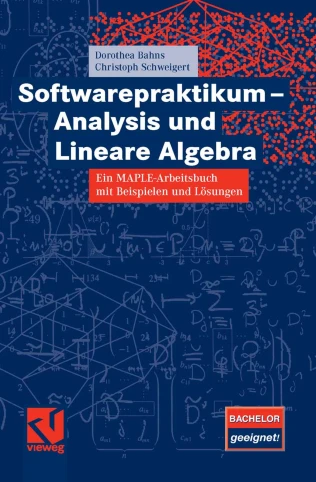 Dorothea Bahns
Christoph Schweigert
Softwarepraktikum –
Analysis und
Lineare Algebra
Ein MAPLE-Arbeitsbuch
mit Beispielen und Lösungen
vieweg
BACHELOR
geeignet!